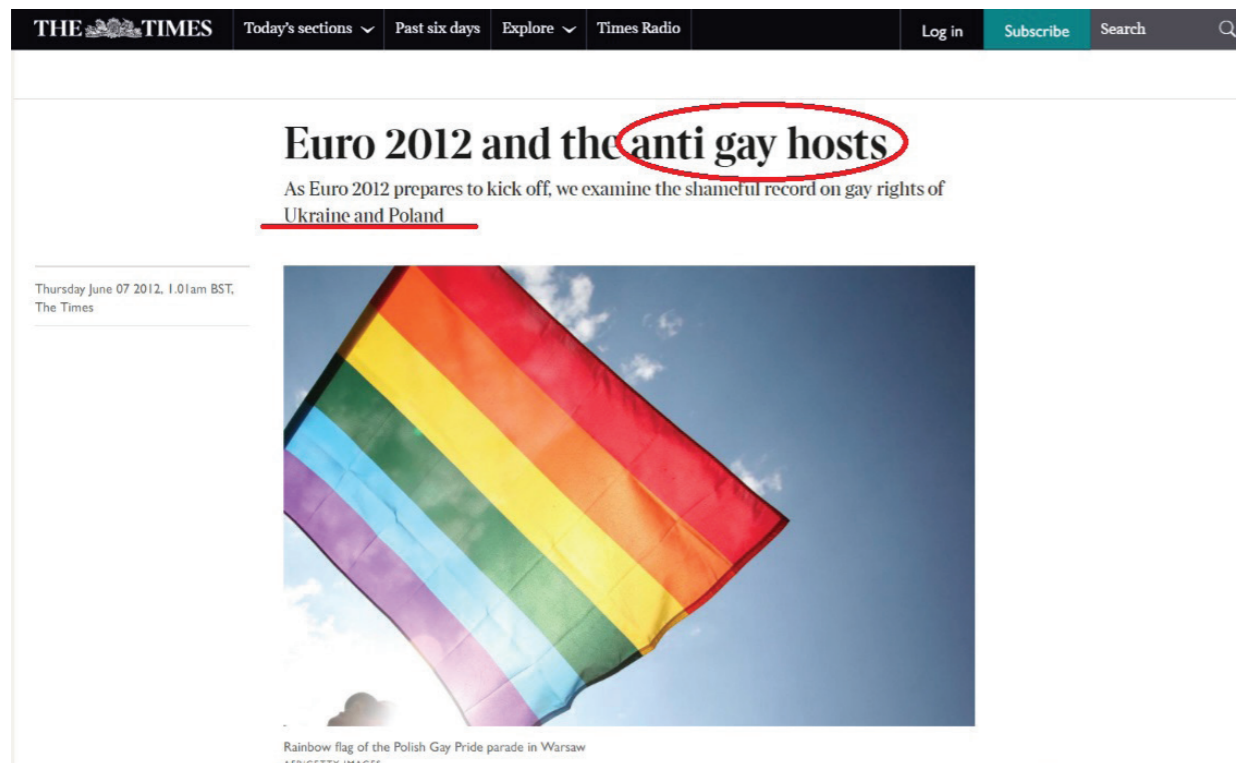 THE TIMES Today's sections Past six days Explore Times Radio Log in Subscribe Search
Euro 2012 and the anti gay hosts
As Euro 2012 prepares to kick off, we examine the shameful record on gay rights of
Ukraine and Poland
Thursday June 07 2012, 1.01am BST,
The Times
Rainbow flag of the Polish Gay Pride parade in Warsaw